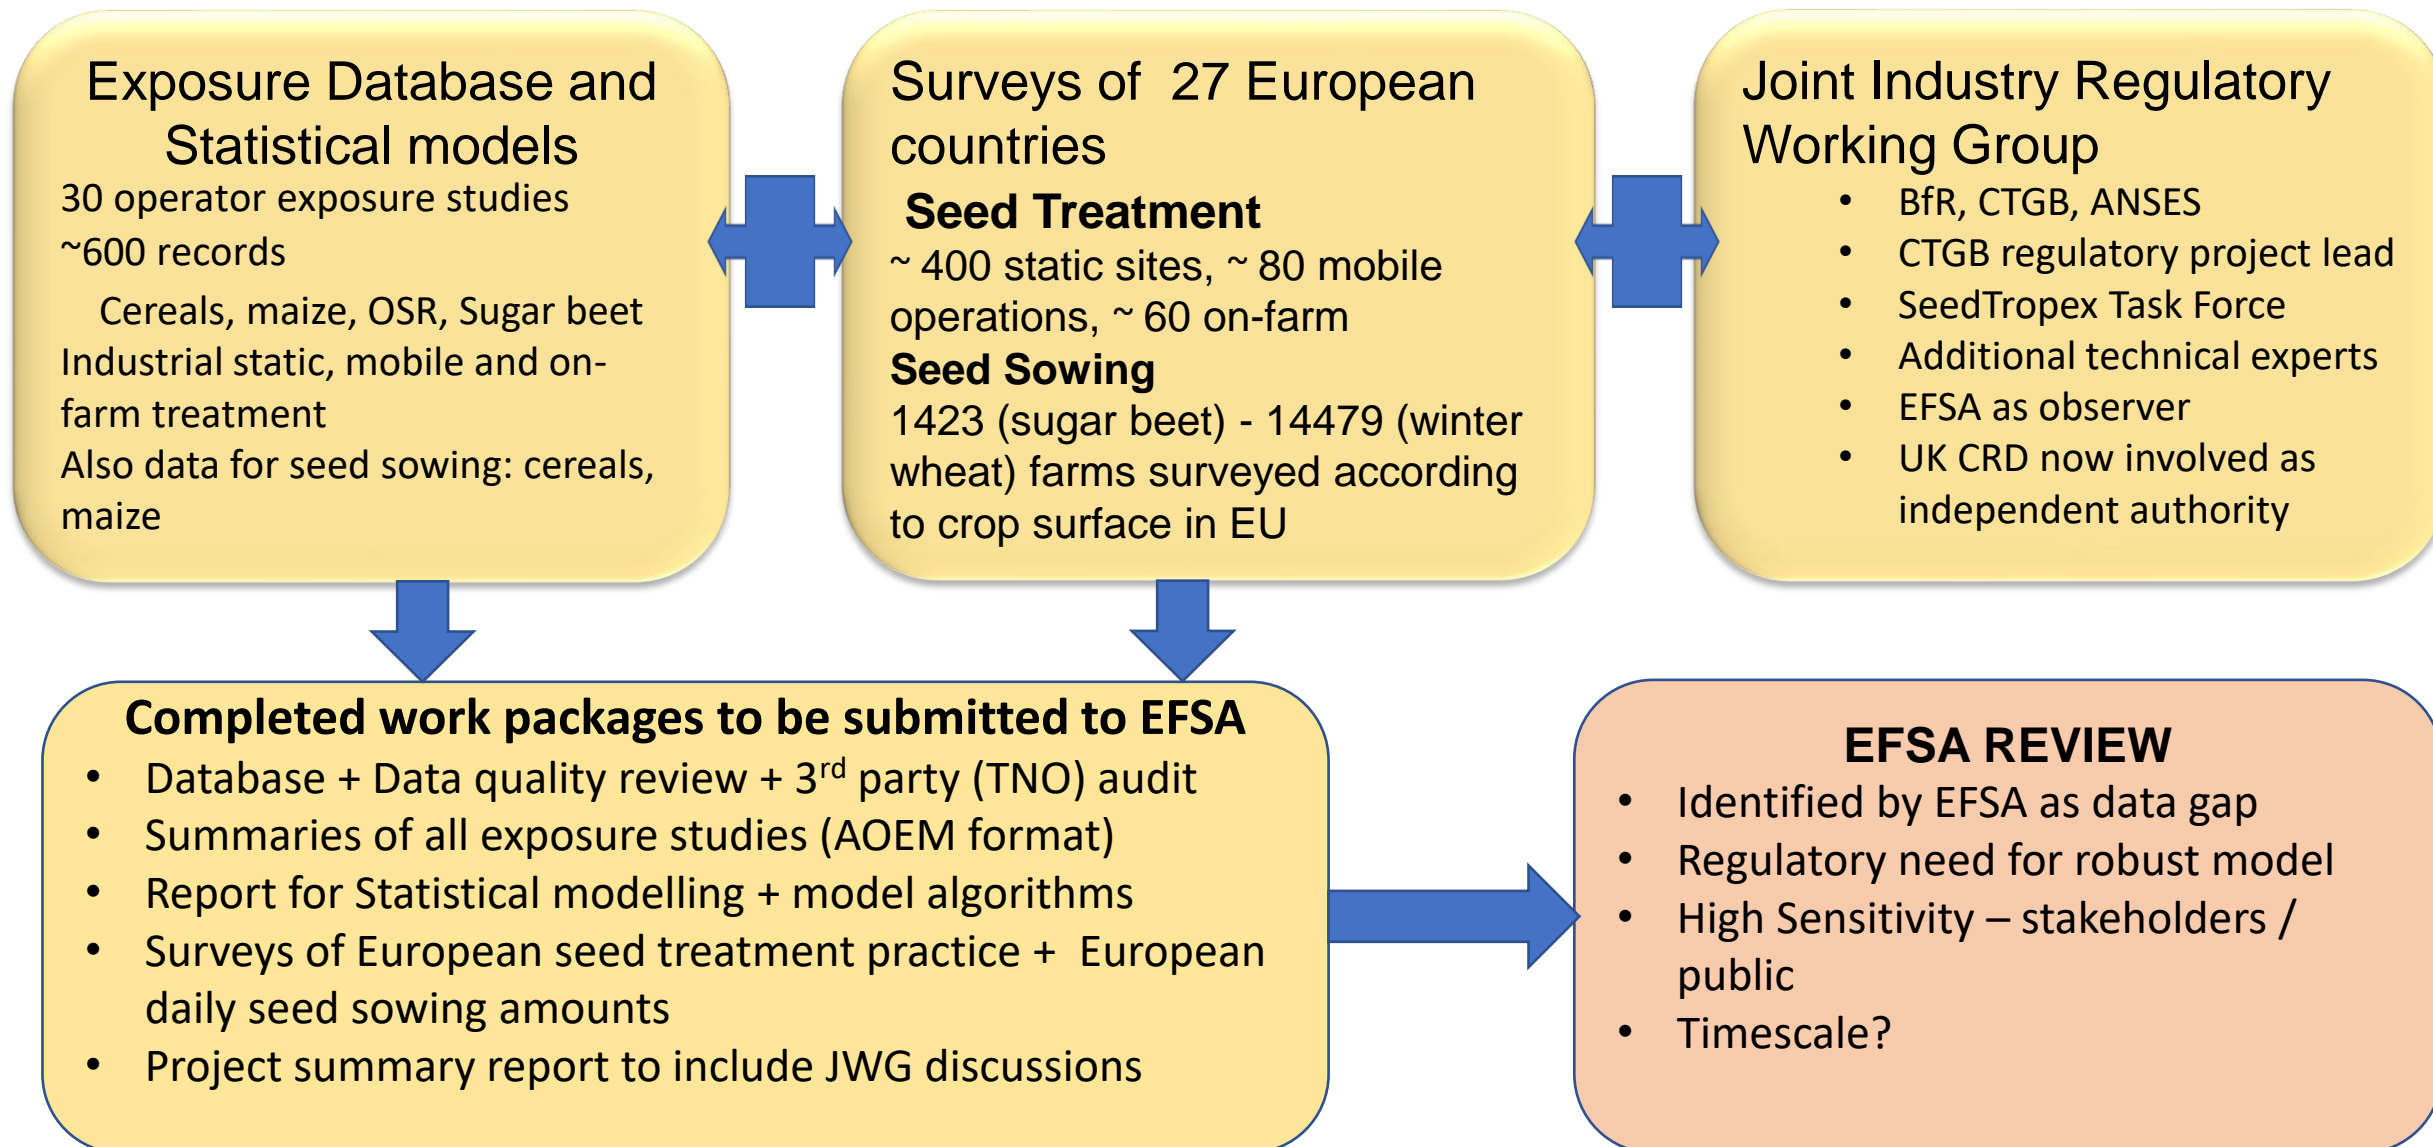 Exposure Database and
Statistical models
30 operator exposure studies
~600 records
Cereals, maize, OSR, Sugar beet
Industrial static, mobile and on-
farm treatment
Also data for seed sowing: cereals,
maize
Surveys of 27 European
countries
Seed Treatment
~ 400 static sites, ~ 80 mobile
operations, ~ 60 on-farm
Seed Sowing
1423 (sugar beet) - 14479 (winter
wheat) farms surveyed according
to crop surface in EU
Joint Industry Regulatory
Working Group
• BfR, CTGB, ANSES
• CTGB regulatory project lead
• SeedTropex Task Force
• Additional technical experts
• EFSA as observer
• UK CRD now involved as
independent authority
Completed work packages to be submitted to EFSA
• Database + Data quality review + 3rd party (TNO) audit
• Summaries of all exposure studies (AOEM format)
• Report for Statistical modelling + model algorithms
• Surveys of European seed treatment practice + European
daily seed sowing amounts
• Project summary report to include JWG discussions
EFSA REVIEW
• Identified by EFSA as data gap
• Regulatory need for robust model
• High Sensitivity – stakeholders /
public
• Timescale?